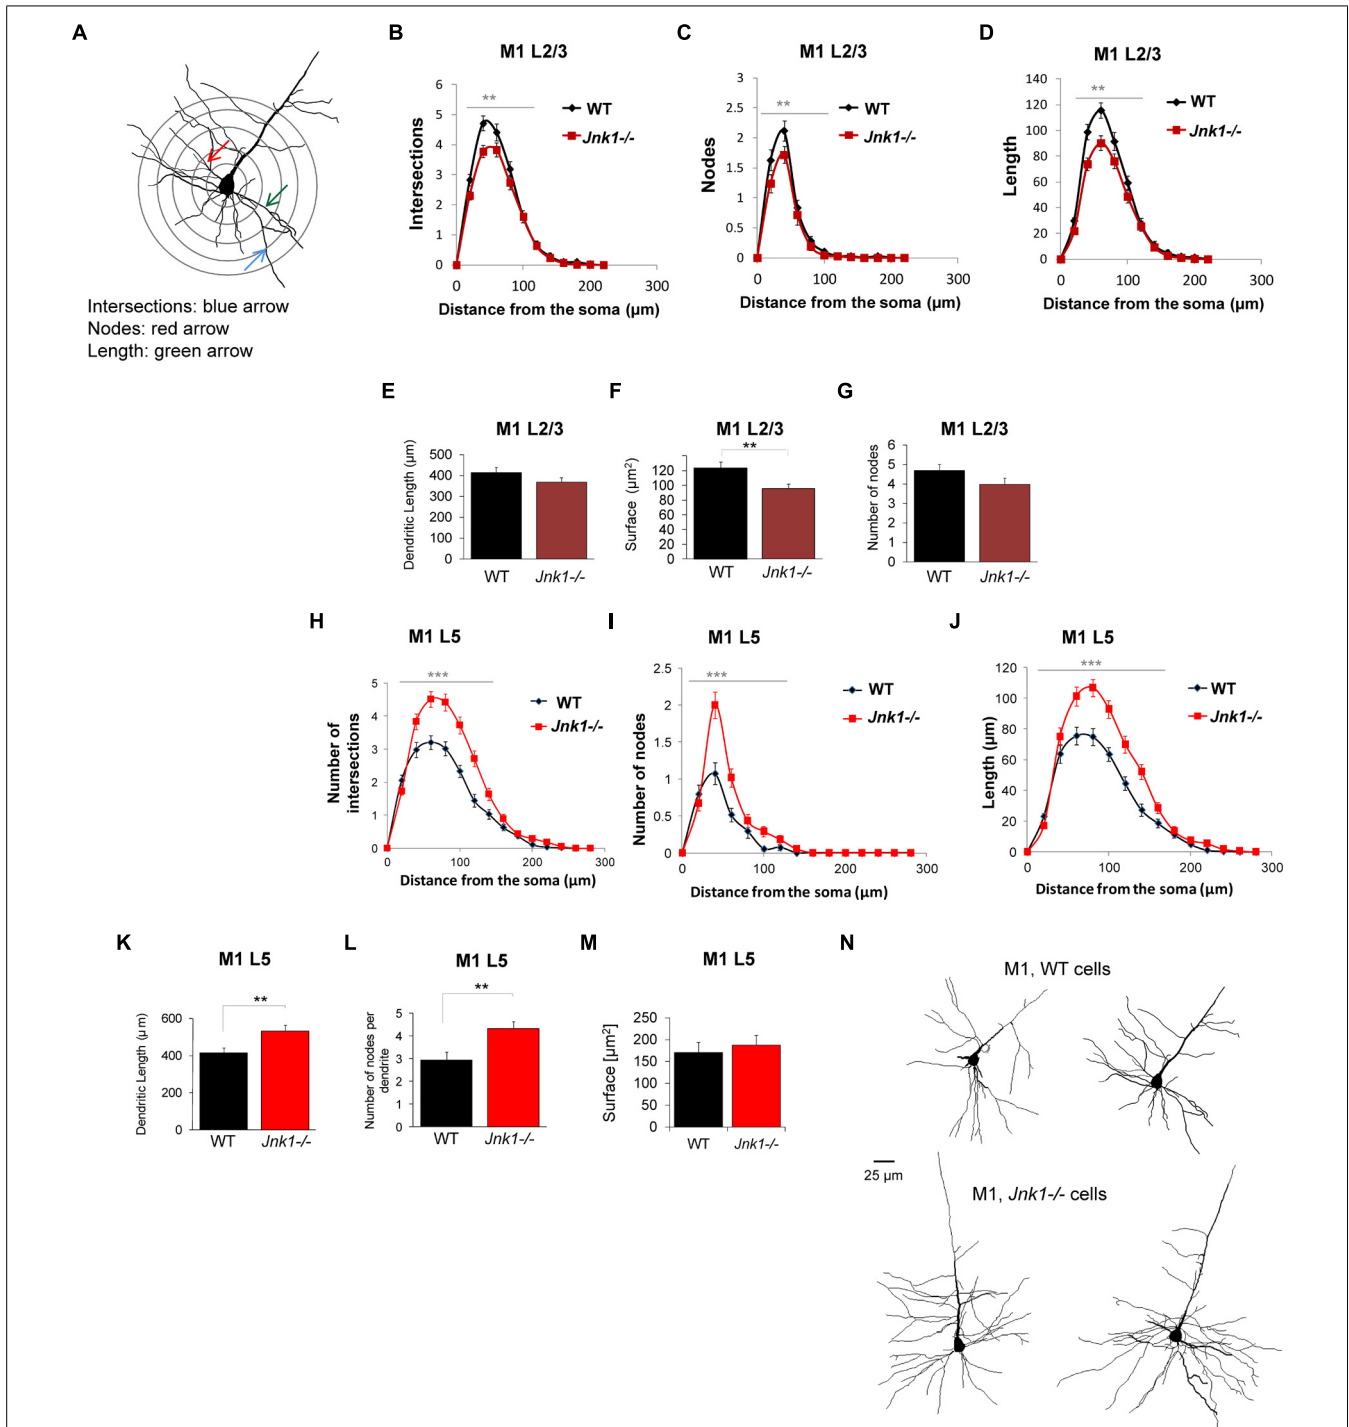 A
Intersections: blue arrow
Nodes: red arrow
Length: green arrow
B
M1 L2/3
**
WT
Jnk1-/-
Intersections
6
5
4
3
2
1
0
0 100 200 300
Distance from the soma (µm)
C
M1 L2/3
**
WT
Jnk1-/-
Nodes
3
2.5
2
1.5
1
0.5
0
0 100 200 300
Distance from the soma (µm)
D
M1 L2/3
**
WT
Jnk1-/-
Length
140
120
100
80
60
40
20
0
0 100 200 300
Distance from the soma (µm)
E
M1 L2/3
Dendritic Length (µm)
500
400
300
200
100
0
WT Jnk1-/-
F
M1 L2/3
**
Surface (µm²)
120
100
80
60
40
20
0
WT Jnk1-/-
G
M1 L2/3
Number of nodes
6
5
4
3
2
1
0
WT Jnk1-/-
H
M1 L5
***
WT
Jnk1-/-
Number of
intersections
5
4
3
2
1
0
0 100 200 300
Distance from the soma (µm)
I
M1 L5
***
WT
Jnk1-/-
Number of nodes
2.5
2
1.5
1
0.5
0
0 100 200 300
Distance from the soma (µm)
J
M1 L5
***
WT
Jnk1-/-
Length (µm)
120
100
80
60
40
20
0
0 100 200 300
Distance from the soma (µm)
K
M1 L5
**
Dendritic Length (µm)
600
400
200
0
WT Jnk1-/-
L
M1 L5
**
Number of nodes per
dendrite
5
4
3
2
1
0
WT Jnk1-/-
M
M1 L5
Surface [µm²]
250
200
150
100
50
0
WT Jnk1-/-
N
M1, WT cells
25 µm
M1, Jnk1-/- cells